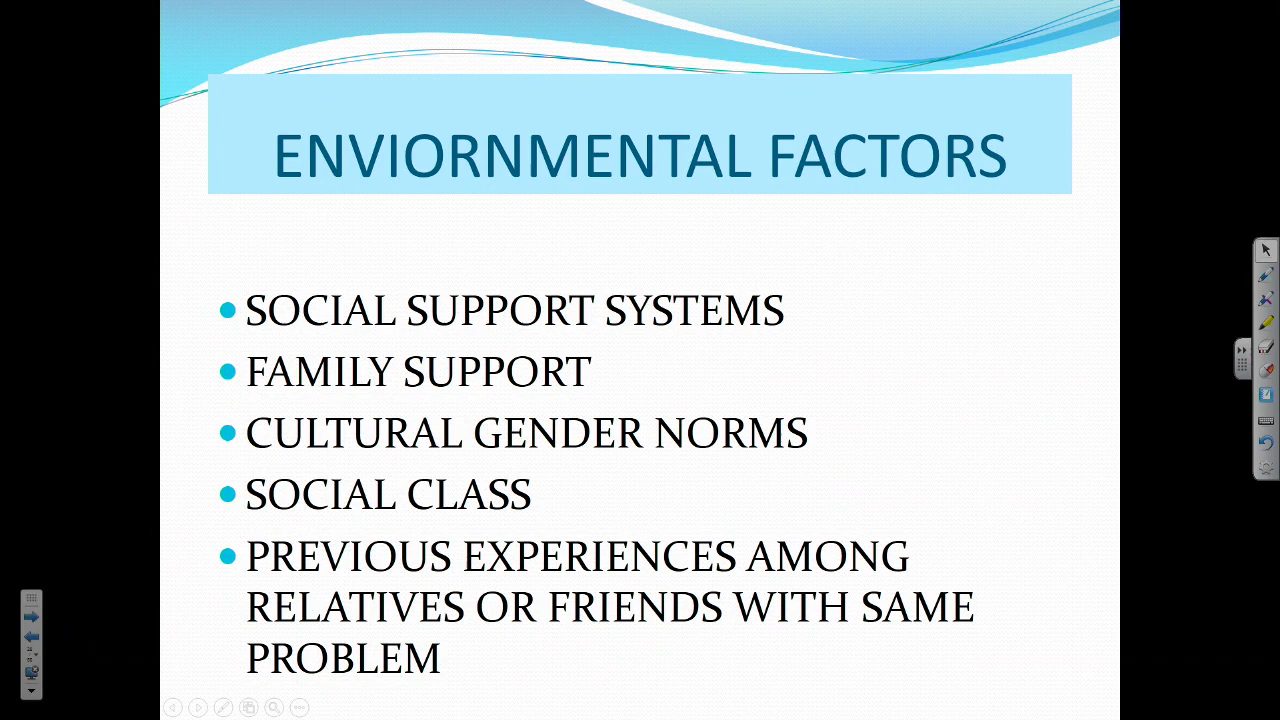 ENVIORNMENTAL FACTORS
SOCIAL SUPPORT SYSTEMS
FAMILY SUPPORT
CULTURAL GENDER NORMS
SOCIAL CLASS
PREVIOUS EXPERIENCES AMONG
RELATIVES OR FRIENDS WITH SAME
PROBLEM